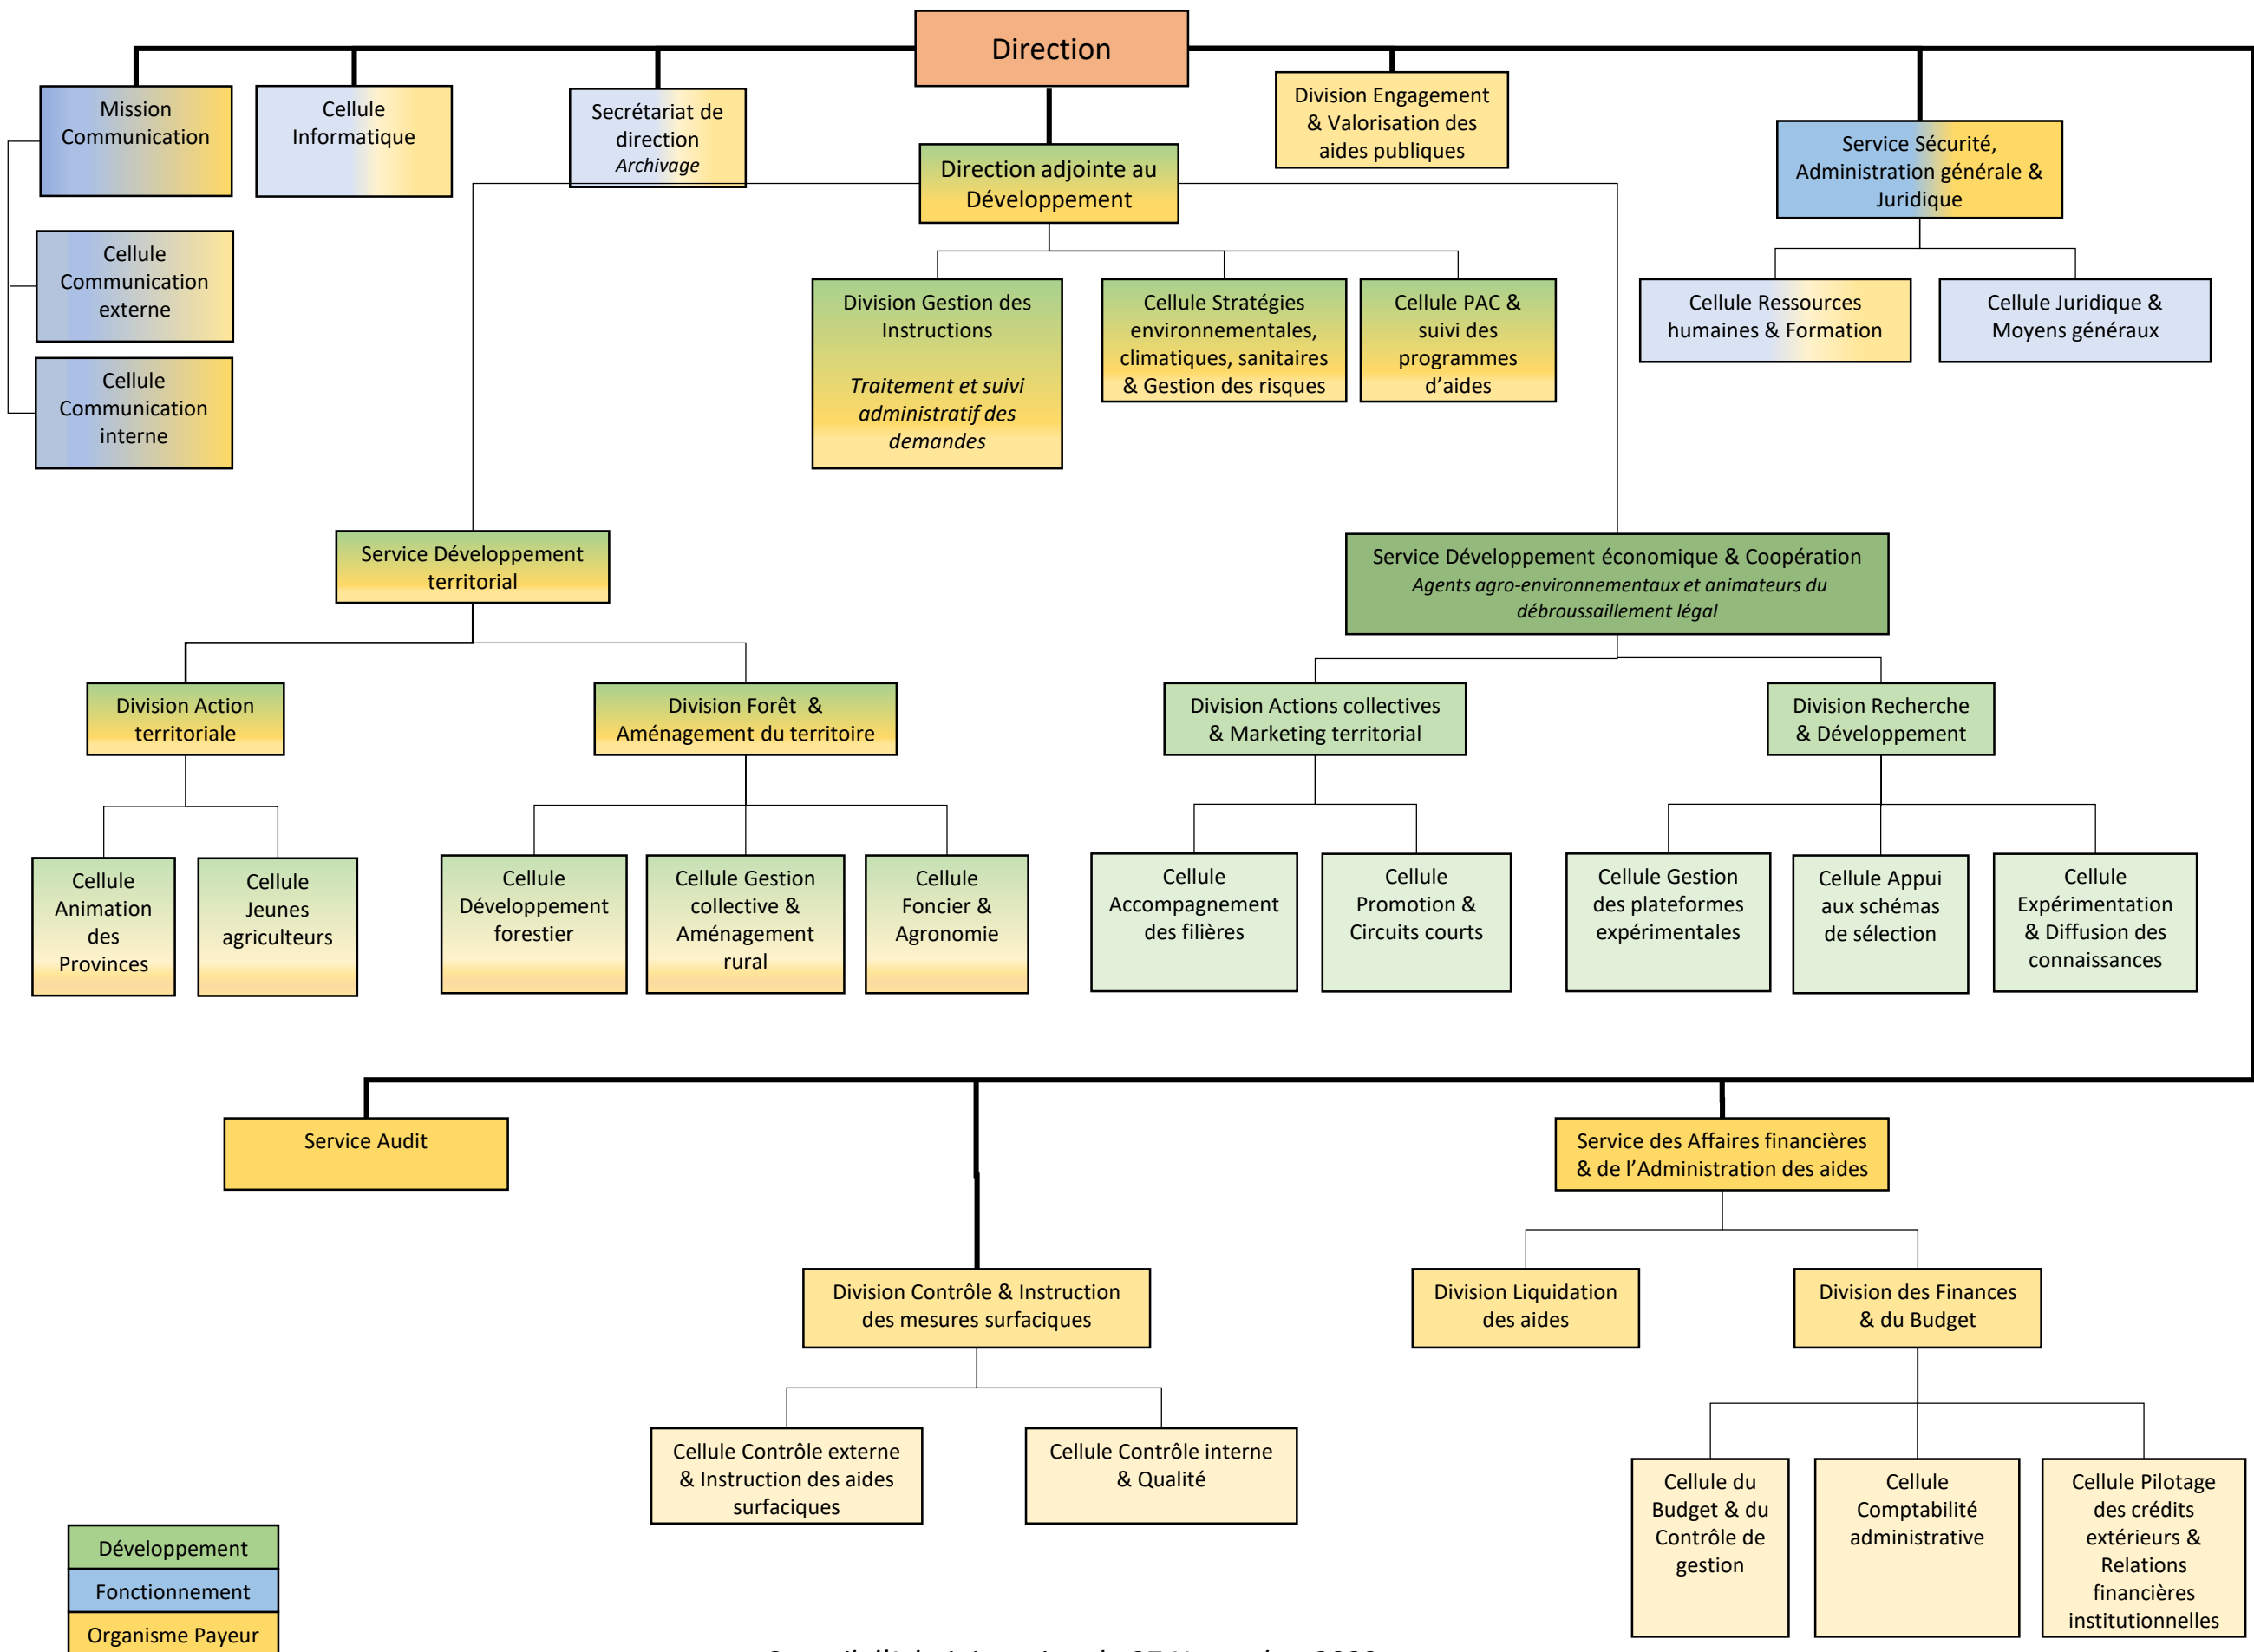 Direction
Mission
Communication
Cellule
Informatique
Secrétariat de
direction
Archivage
Division Engagement
& Valorisation des
aides publiques
Service Sécurité,
Administration générale &
Juridique
Direction adjointe au
Développement
Cellule
Communication
externe
Cellule
Communication
interne
Division Gestion des
Instructions
Traitement et suivi
administratif des
demandes
Cellule Stratégies
environnementales,
climatiques, sanitaires
& Gestion des risques
Cellule PAC &
suivi des
programmes
d’aides
Cellule Ressources
humaines & Formation
Cellule Juridique &
Moyens généraux
Service Développement
territorial
Service Développement économique & Coopération
Agents agro-environnementaux et animateurs du
débroussaillement légal
Division Action
territoriale
Division Forêt &
Aménagement du territoire
Division Actions collectives
& Marketing territorial
Division Recherche
& Développement
Cellule
Animation
des
Provinces
Cellule
Jeunes
agriculteurs
Cellule
Développement
forestier
Cellule Gestion
collective &
Aménagement
rural
Cellule
Foncier &
Agronomie
Cellule
Accompagnement
des filières
Cellule
Promotion &
Circuits courts
Cellule Gestion
des plateformes
expérimentales
Cellule Appui
aux schémas
de sélection
Cellule
Expérimentation
& Diffusion des
connaissances
Service Audit
Service des Affaires financières
& de l’Administration des aides
Division Contrôle & Instruction
des mesures surfaciques
Division Liquidation
des aides
Division des Finances
& du Budget
Cellule Contrôle externe
& Instruction des aides
surfaciques
Cellule Contrôle interne
& Qualité
Cellule du
Budget & du
Contrôle de
gestion
Cellule
Comptabilité
administrative
Cellule Pilotage
des crédits
extérieurs &
Relations
financières
institutionnelles
Développement
Fonctionnement
Organisme Payeur